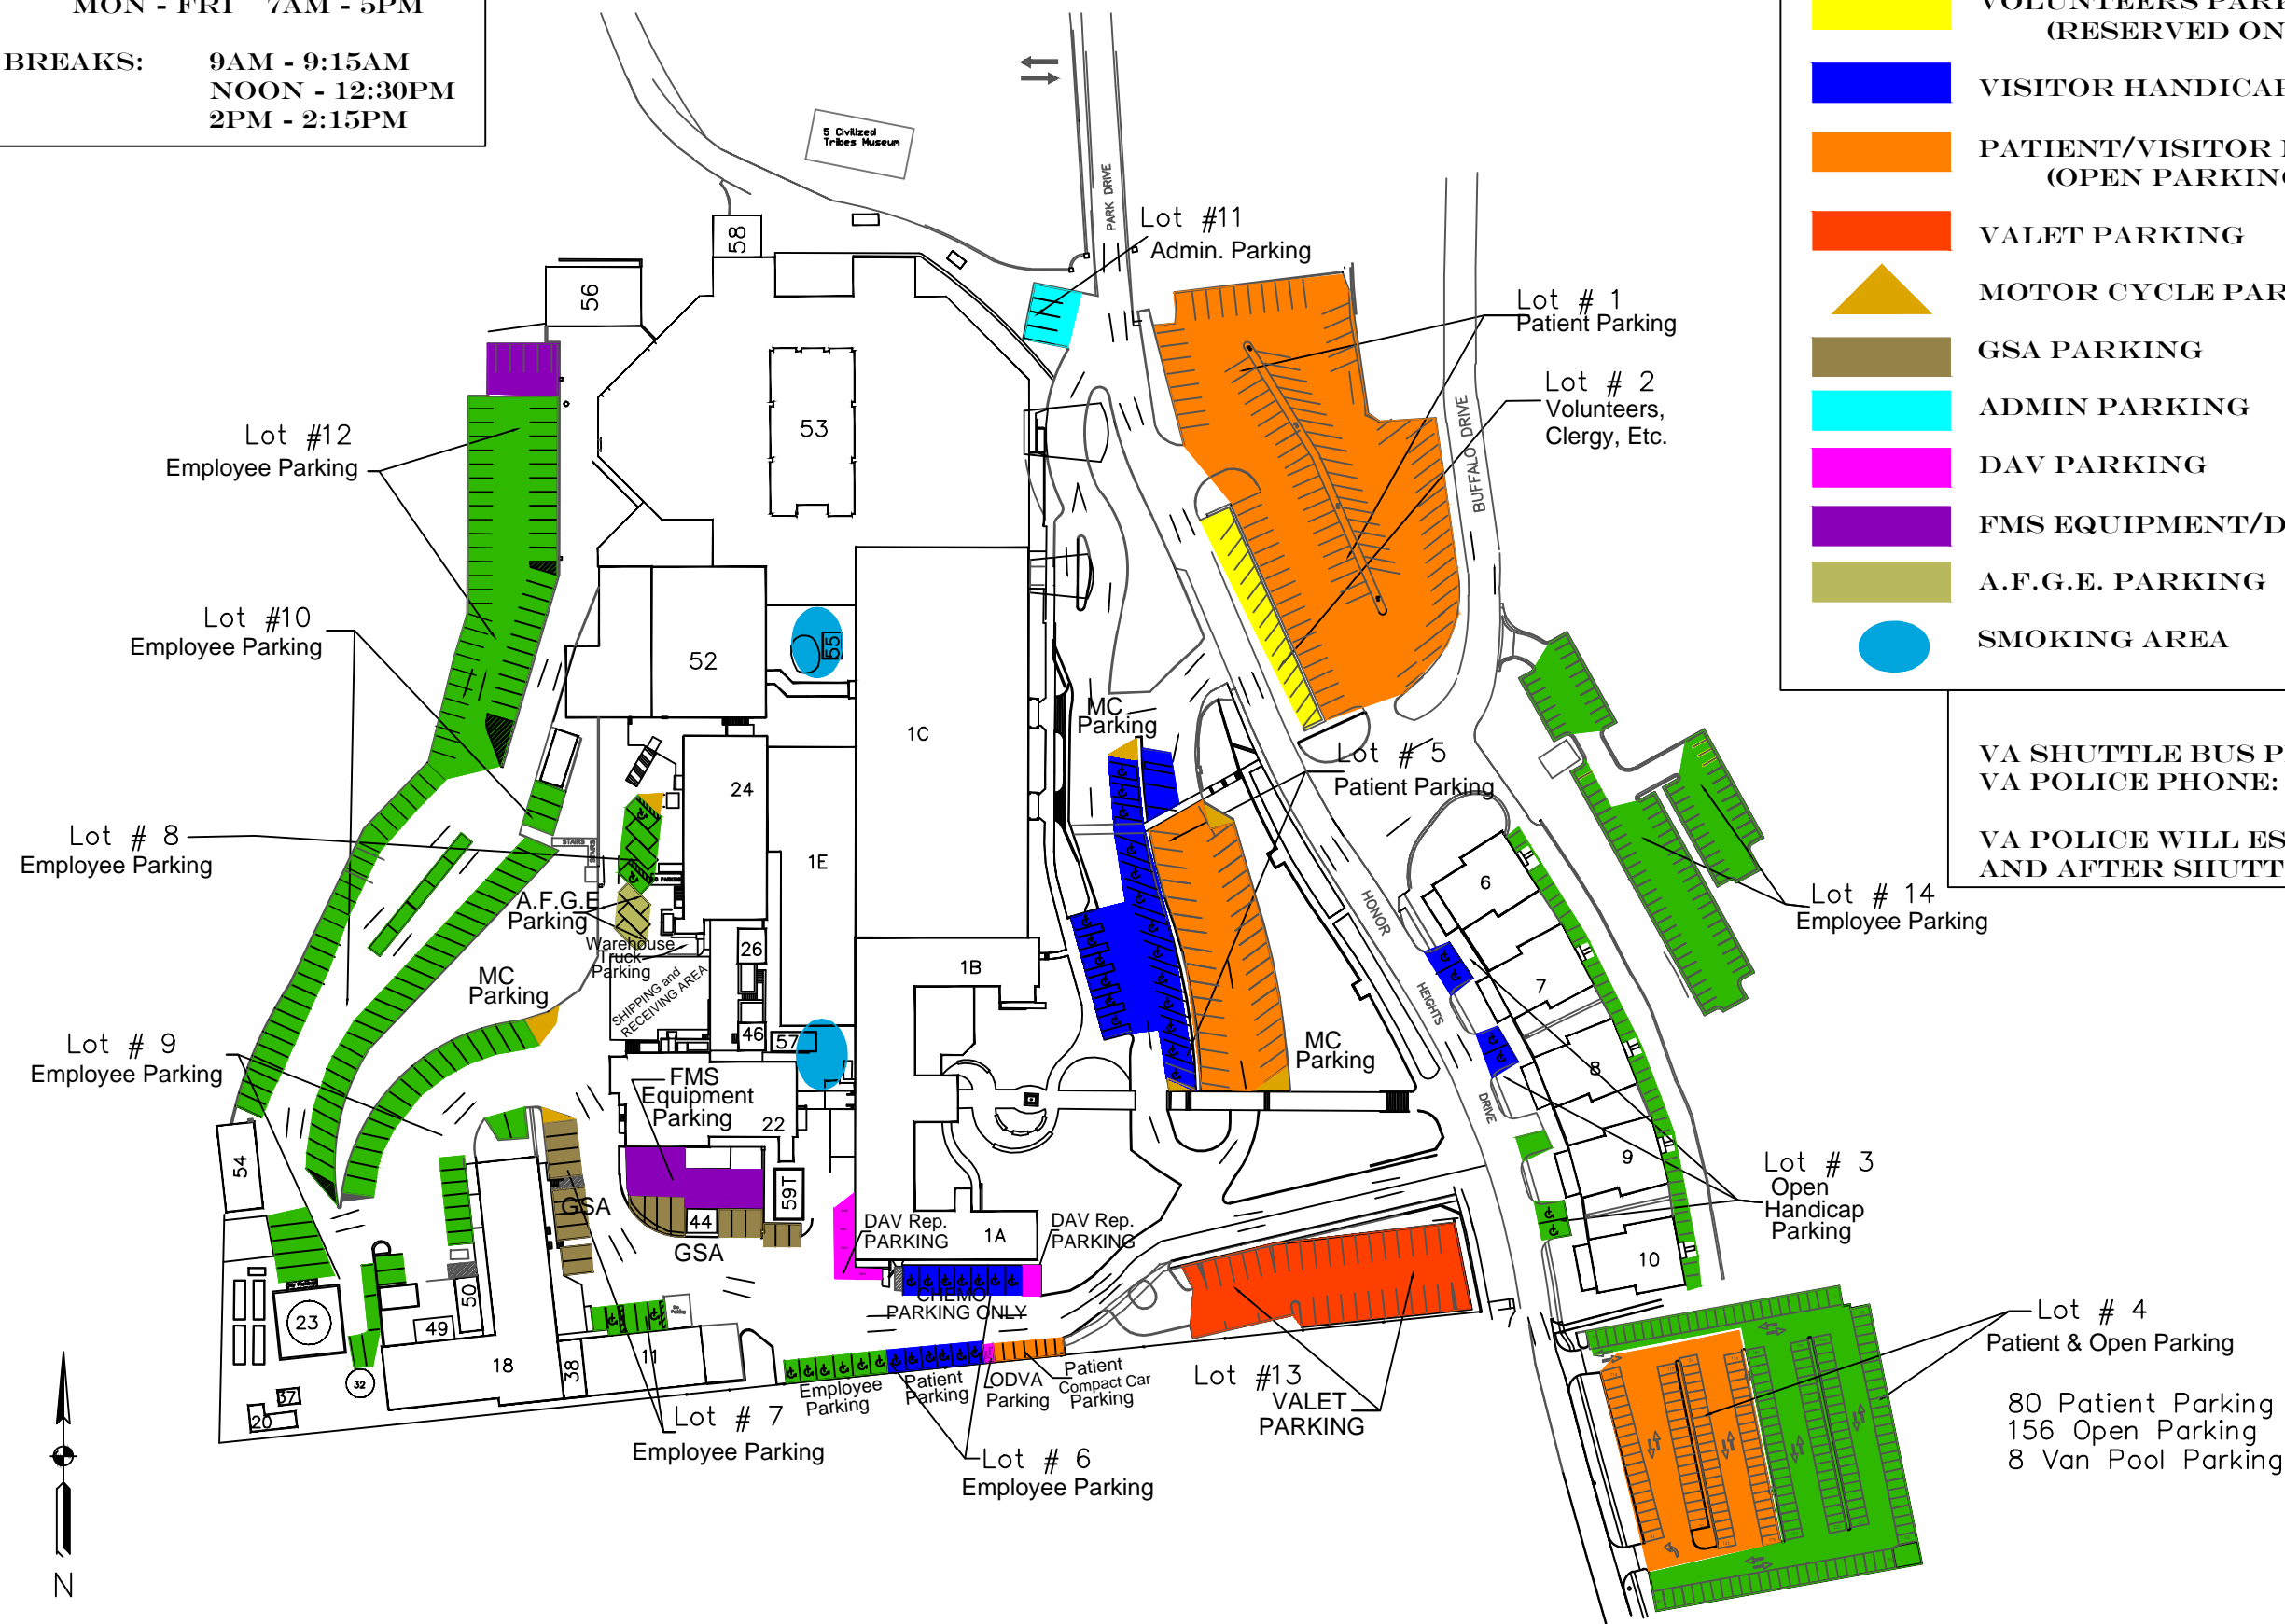 MON - FRI 7AM - 5PM
BREAKS: 9AM - 9:15AM
NOON - 12:30PM
2PM - 2:15PM
(RESERVED ON
VISITOR HANDICAP
PATIENT/VISITOR
(OPEN PARKING
VALET PARKING
MOTOR CYCLE PAR
GSA PARKING
ADMIN PARKING
DAV PARKING
FMS EQUIPMENT/D
A.F.G.E. PARKING
SMOKING AREA
VA SHUTTLE BUS P
VA POLICE PHONE:
VA POLICE WILL ES
AND AFTER SHUTT
5 Civilized
Tribes Museum
PARK DRIVE
Lot #11
Admin. Parking
Lot # 1
Patient Parking
Lot # 2
Volunteers,
Clergy, Etc.
BUFFALO DRIVE
58
56
53
Lot #12
Employee Parking
Lot #10
Employee Parking
52
55
1C
MC
Parking
Lot # 5
Patient Parking
24
1E
Lot # 8
Employee Parking
STAIRS
STAIRS
A.F.G.E
Parking
Warehouse
Truck
Parking
SHIPPING and
RECEIVING AREA
26
46
57
1B
6
7
8
9
10
HONOR
HEIGHTS
DRIVE
Lot # 14
Employee Parking
MC
Parking
MC
Parking
Lot # 9
Employee Parking
FMS
Equipment
Parking
22
54
GSA
44
GSA
59T
DAV Rep.
PARKING
1A
DAV Rep.
PARKING
Lot # 3
Open
Handicap
Parking
CHEMO
PARKING ONLY
23
50
49
18
38
11
32
37
20
Employee
Parking
Patient
Parking
ODVA
Parking
Patient
Compact Car
Parking
Lot #13
VALET
PARKING
Lot # 7
Employee Parking
Lot # 6
Employee Parking
Lot # 4
Patient & Open Parking
80 Patient Parking
156 Open Parking
8 Van Pool Parking
N